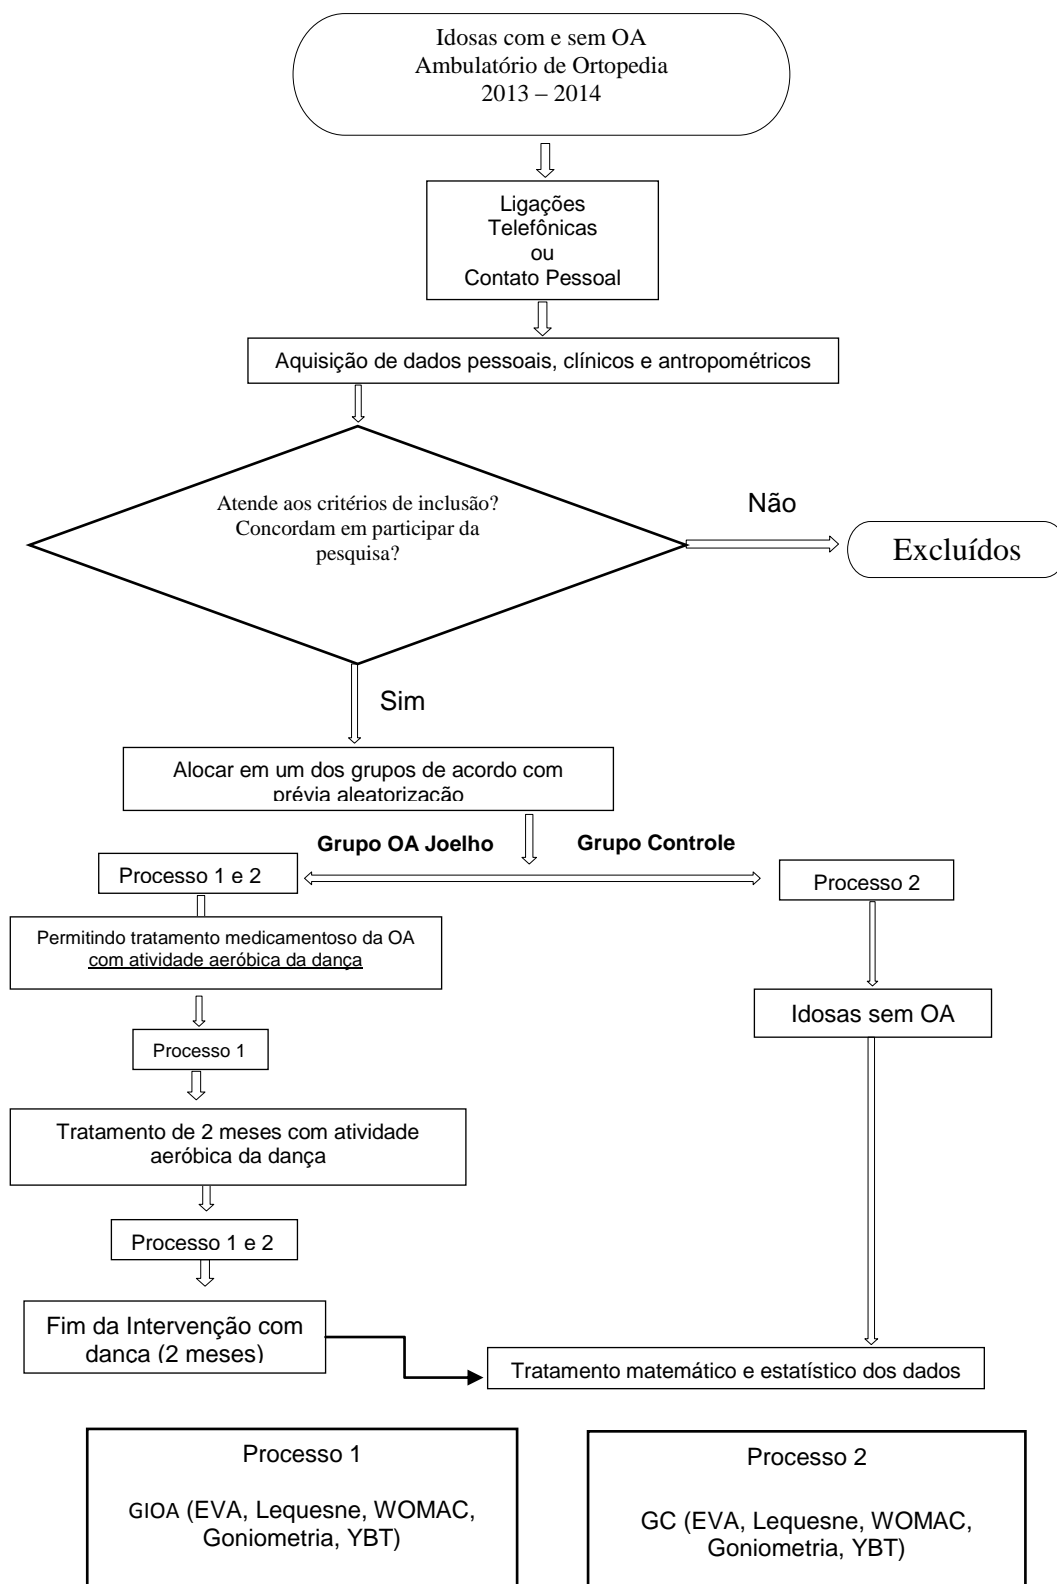 Idosas com e sem OA
Ambulatório de Ortopedia
2013 – 2014
Ligações
Telefônicas
ou
Contato Pessoal
Aquisição de dados pessoais, clínicos e antropométricos
Atende aos critérios de inclusão?
Concordam em participar da
pesquisa?
Não
Excluídos
Sim
Alocar em um dos grupos de acordo com
prévia aleatorização
Grupo OA Joelho
Grupo Controle
Processo 1 e 2
Processo 2
Permitindo tratamento medicamentoso da OA
com atividade aeróbica da dança
Idosas sem OA
Processo 1
Tratamento de 2 meses com atividade
aeróbica da dança
Processo 1 e 2
Fim da Intervenção com
dança (2 meses)
Tratamento matemático e estatístico dos dados
Processo 1
GIOA (EVA, Lequesne, WOMAC,
Goniometria, YBT)
Processo 2
GC (EVA, Lequesne, WOMAC,
Goniometria, YBT)